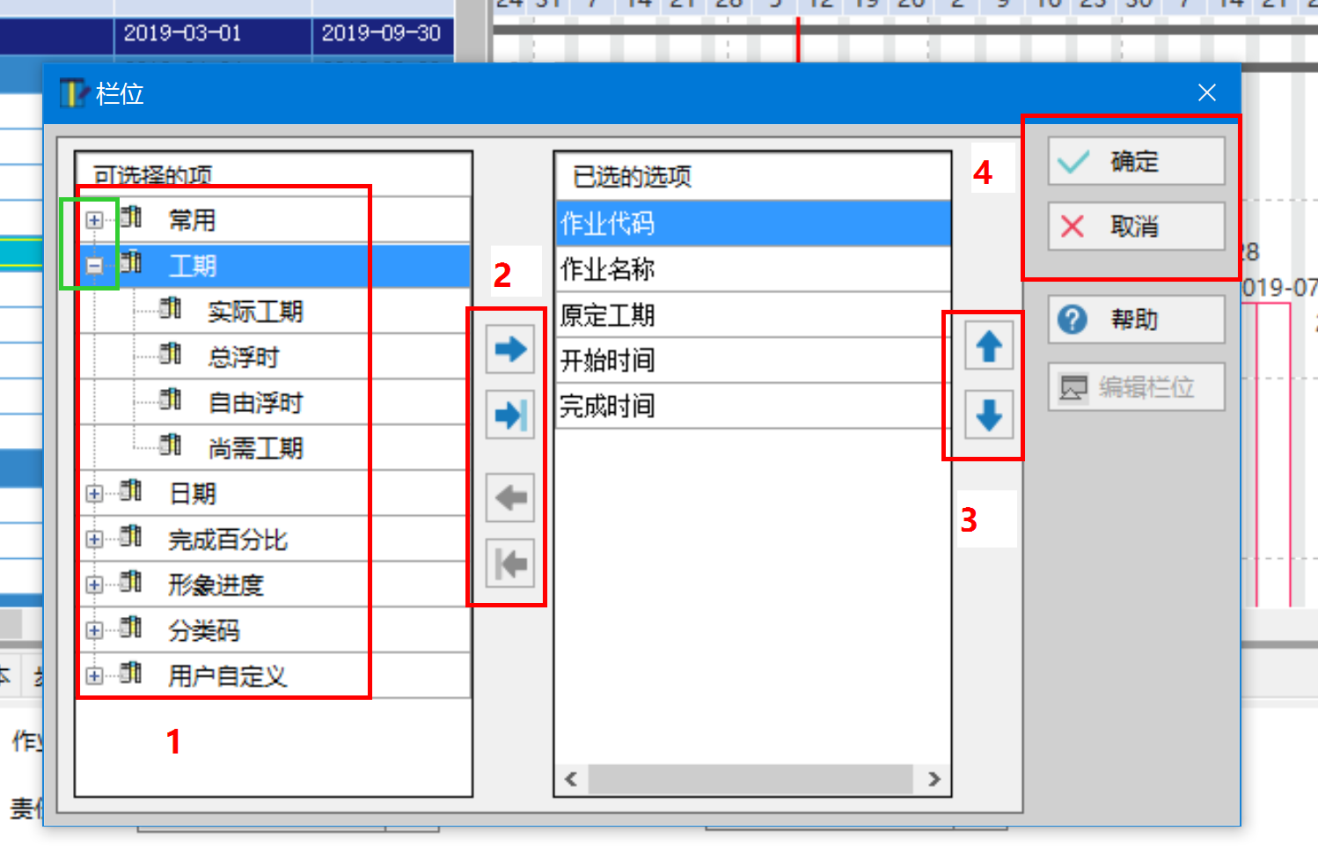 2019-03-01 2019-09-30
栏位
可选择的项
常用
工期
实际工期
总浮时
自由浮时
尚需工期
日期
完成百分比
形象进度
分类码
用户自定义
1
2
已选的选项
作业代码
作业名称
原定工期
开始时间
完成时间
3
4
确定
取消
帮助
编辑栏位